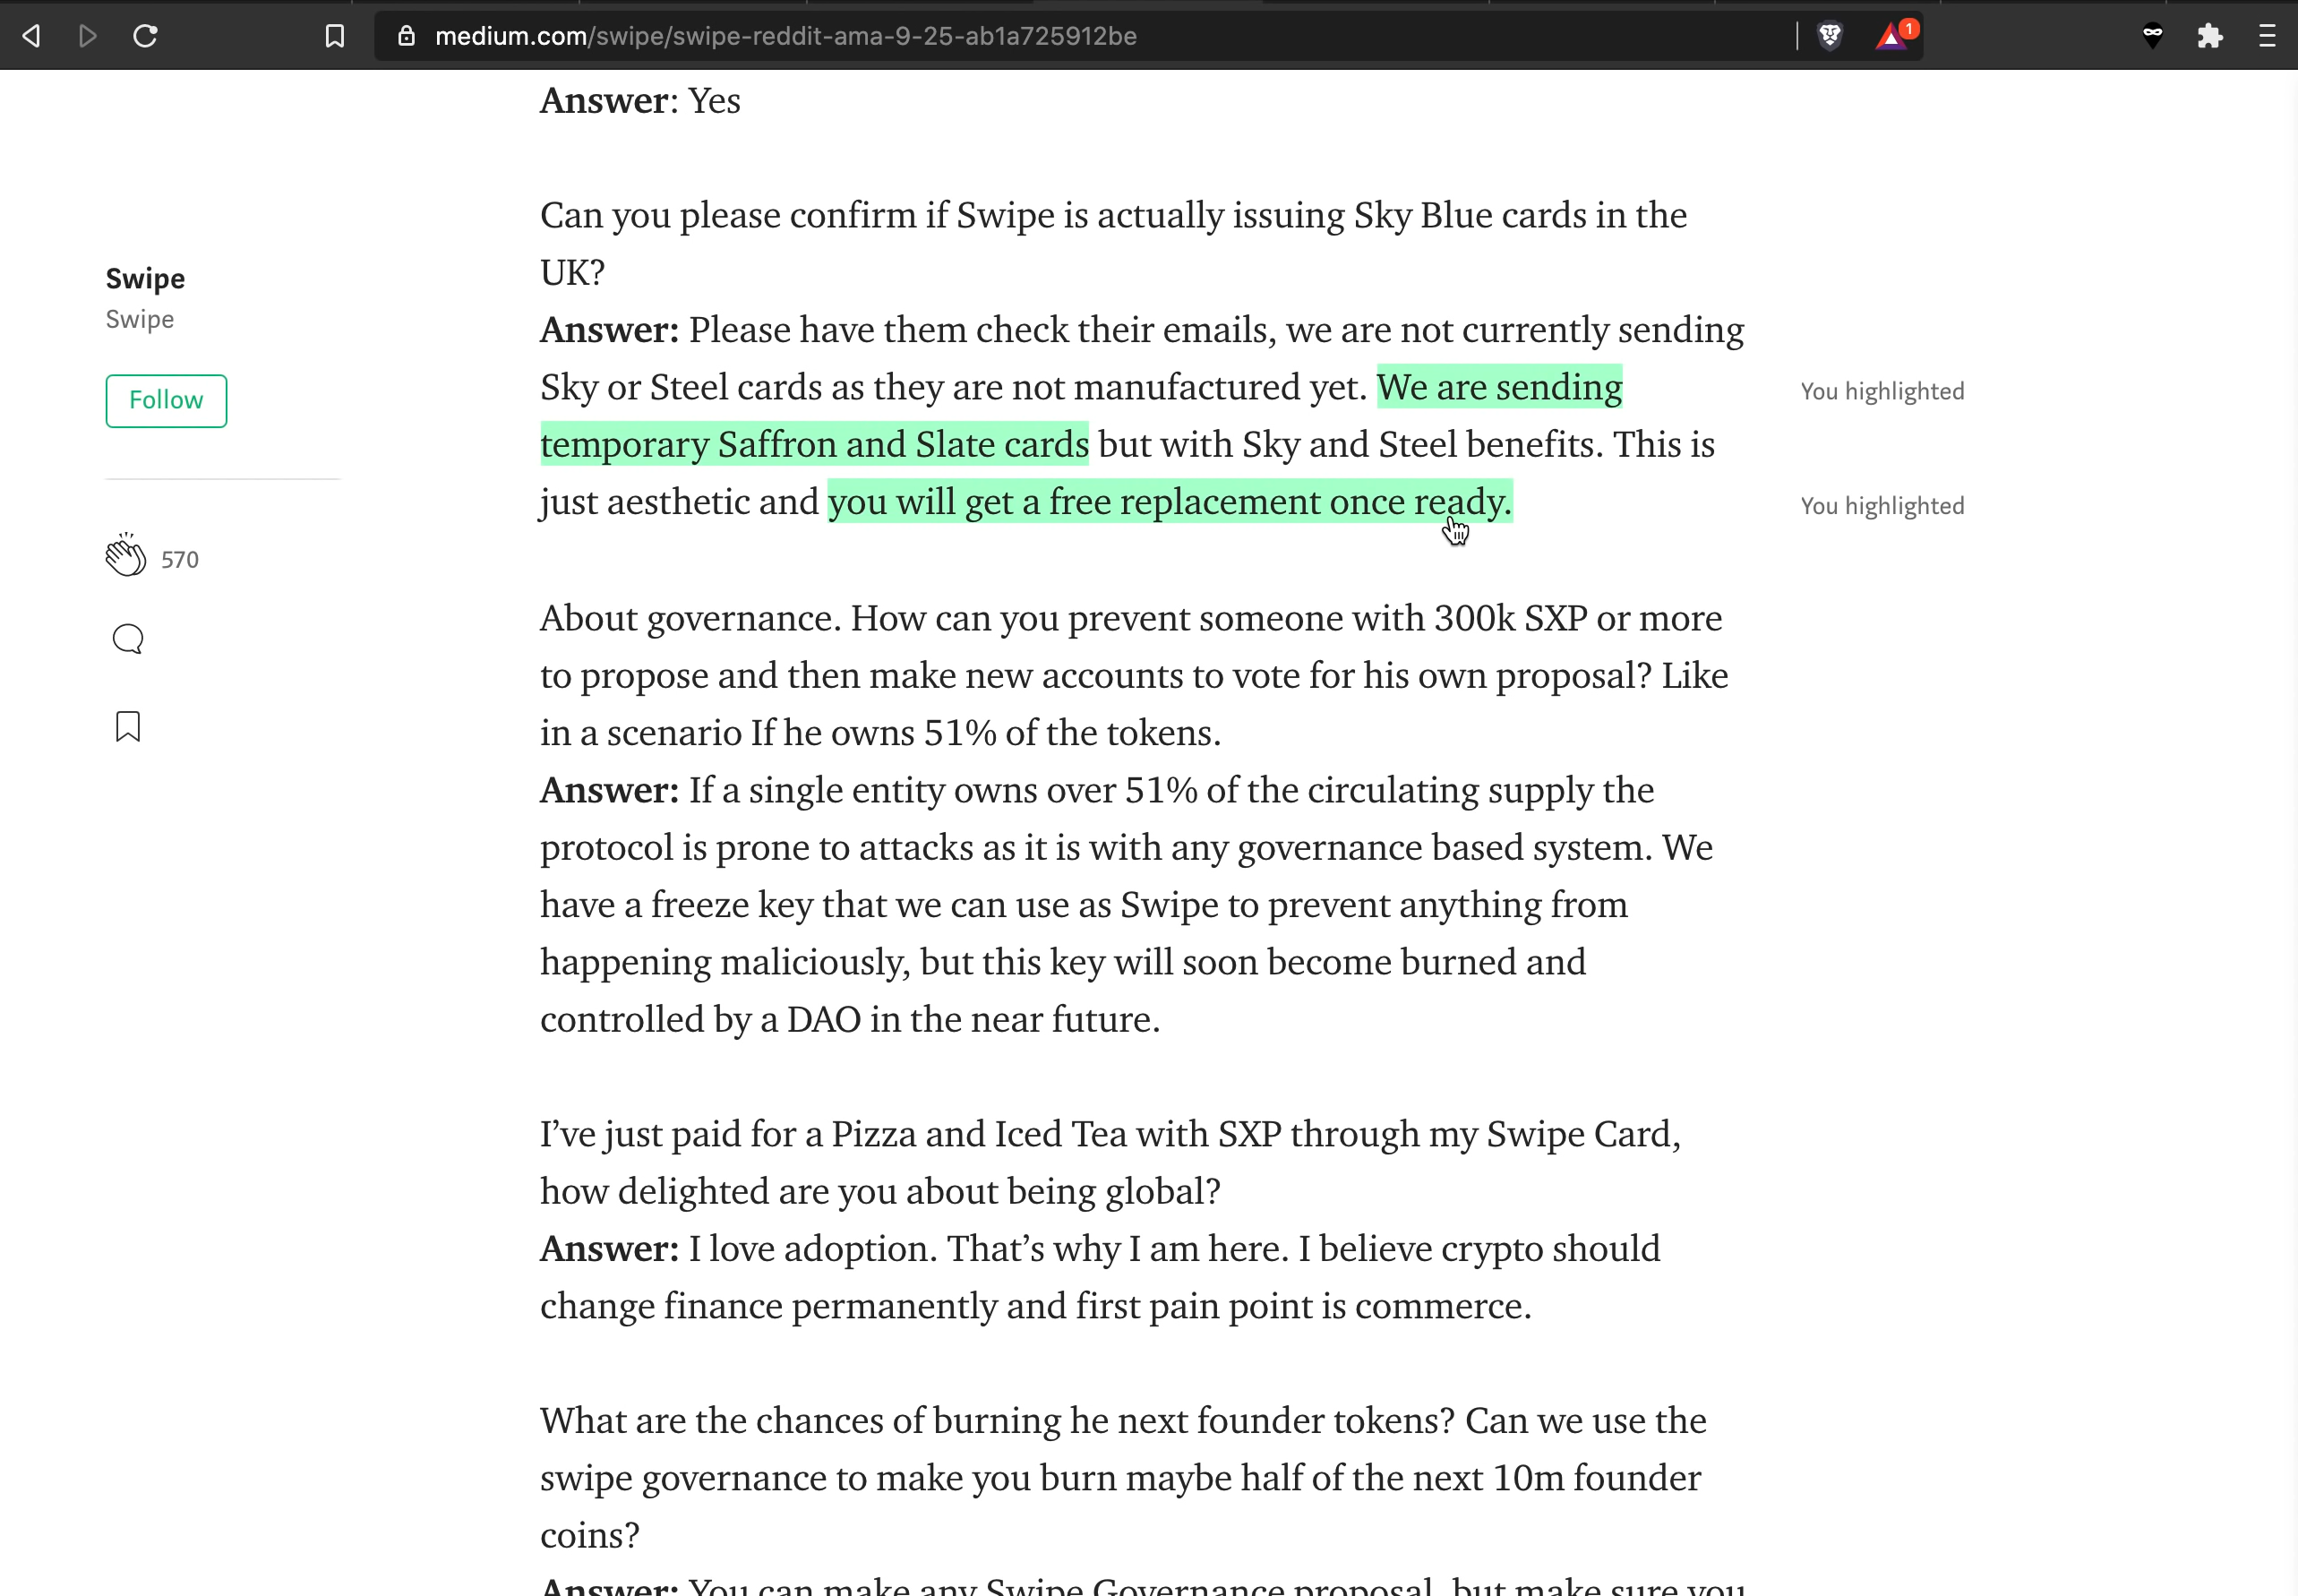 medium.com/swipe/swipe-reddit-ama-9-25-ab1a725912be
1
Answer: Yes
Can you please confirm if Swipe is actually issuing Sky Blue cards in the
UK?
Answer: Please have them check their emails, we are not currently sending
Sky or Steel cards as they are not manufactured yet. We are sending
temporary Saffron and Slate cards but with Sky and Steel benefits. This is
just aesthetic and you will get a free replacement once ready.
You highlighted
You highlighted
Swipe
Swipe
Follow
570
About governance. How can you prevent someone with 300k SXP or more
to propose and then make new accounts to vote for his own proposal? Like
in a scenario If he owns 51% of the tokens.
Answer: If a single entity owns over 51% of the circulating supply the
protocol is prone to attacks as it is with any governance based system. We
have a freeze key that we can use as Swipe to prevent anything from
happening maliciously, but this key will soon become burned and
controlled by a DAO in the near future.
I’ve just paid for a Pizza and Iced Tea with SXP through my Swipe Card,
how delighted are you about being global?
Answer: I love adoption. That’s why I am here. I believe crypto should
change finance permanently and first pain point is commerce.
What are the chances of burning he next founder tokens? Can we use the
swipe governance to make you burn maybe half of the next 10m founder
coins?
Answer: You can make any Swipe Governance proposal, but make sure you